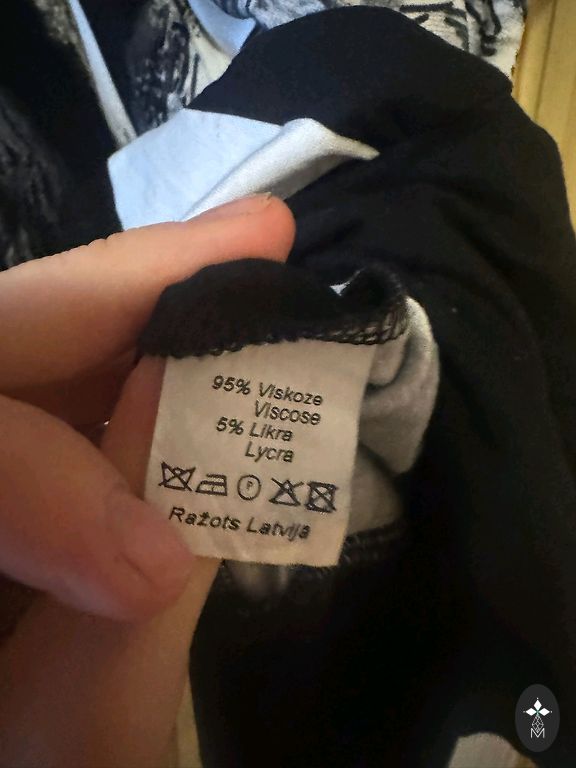 95% Viskoze
Viscose
5% Likra
Lycra
P
Ražots Latvijā
M